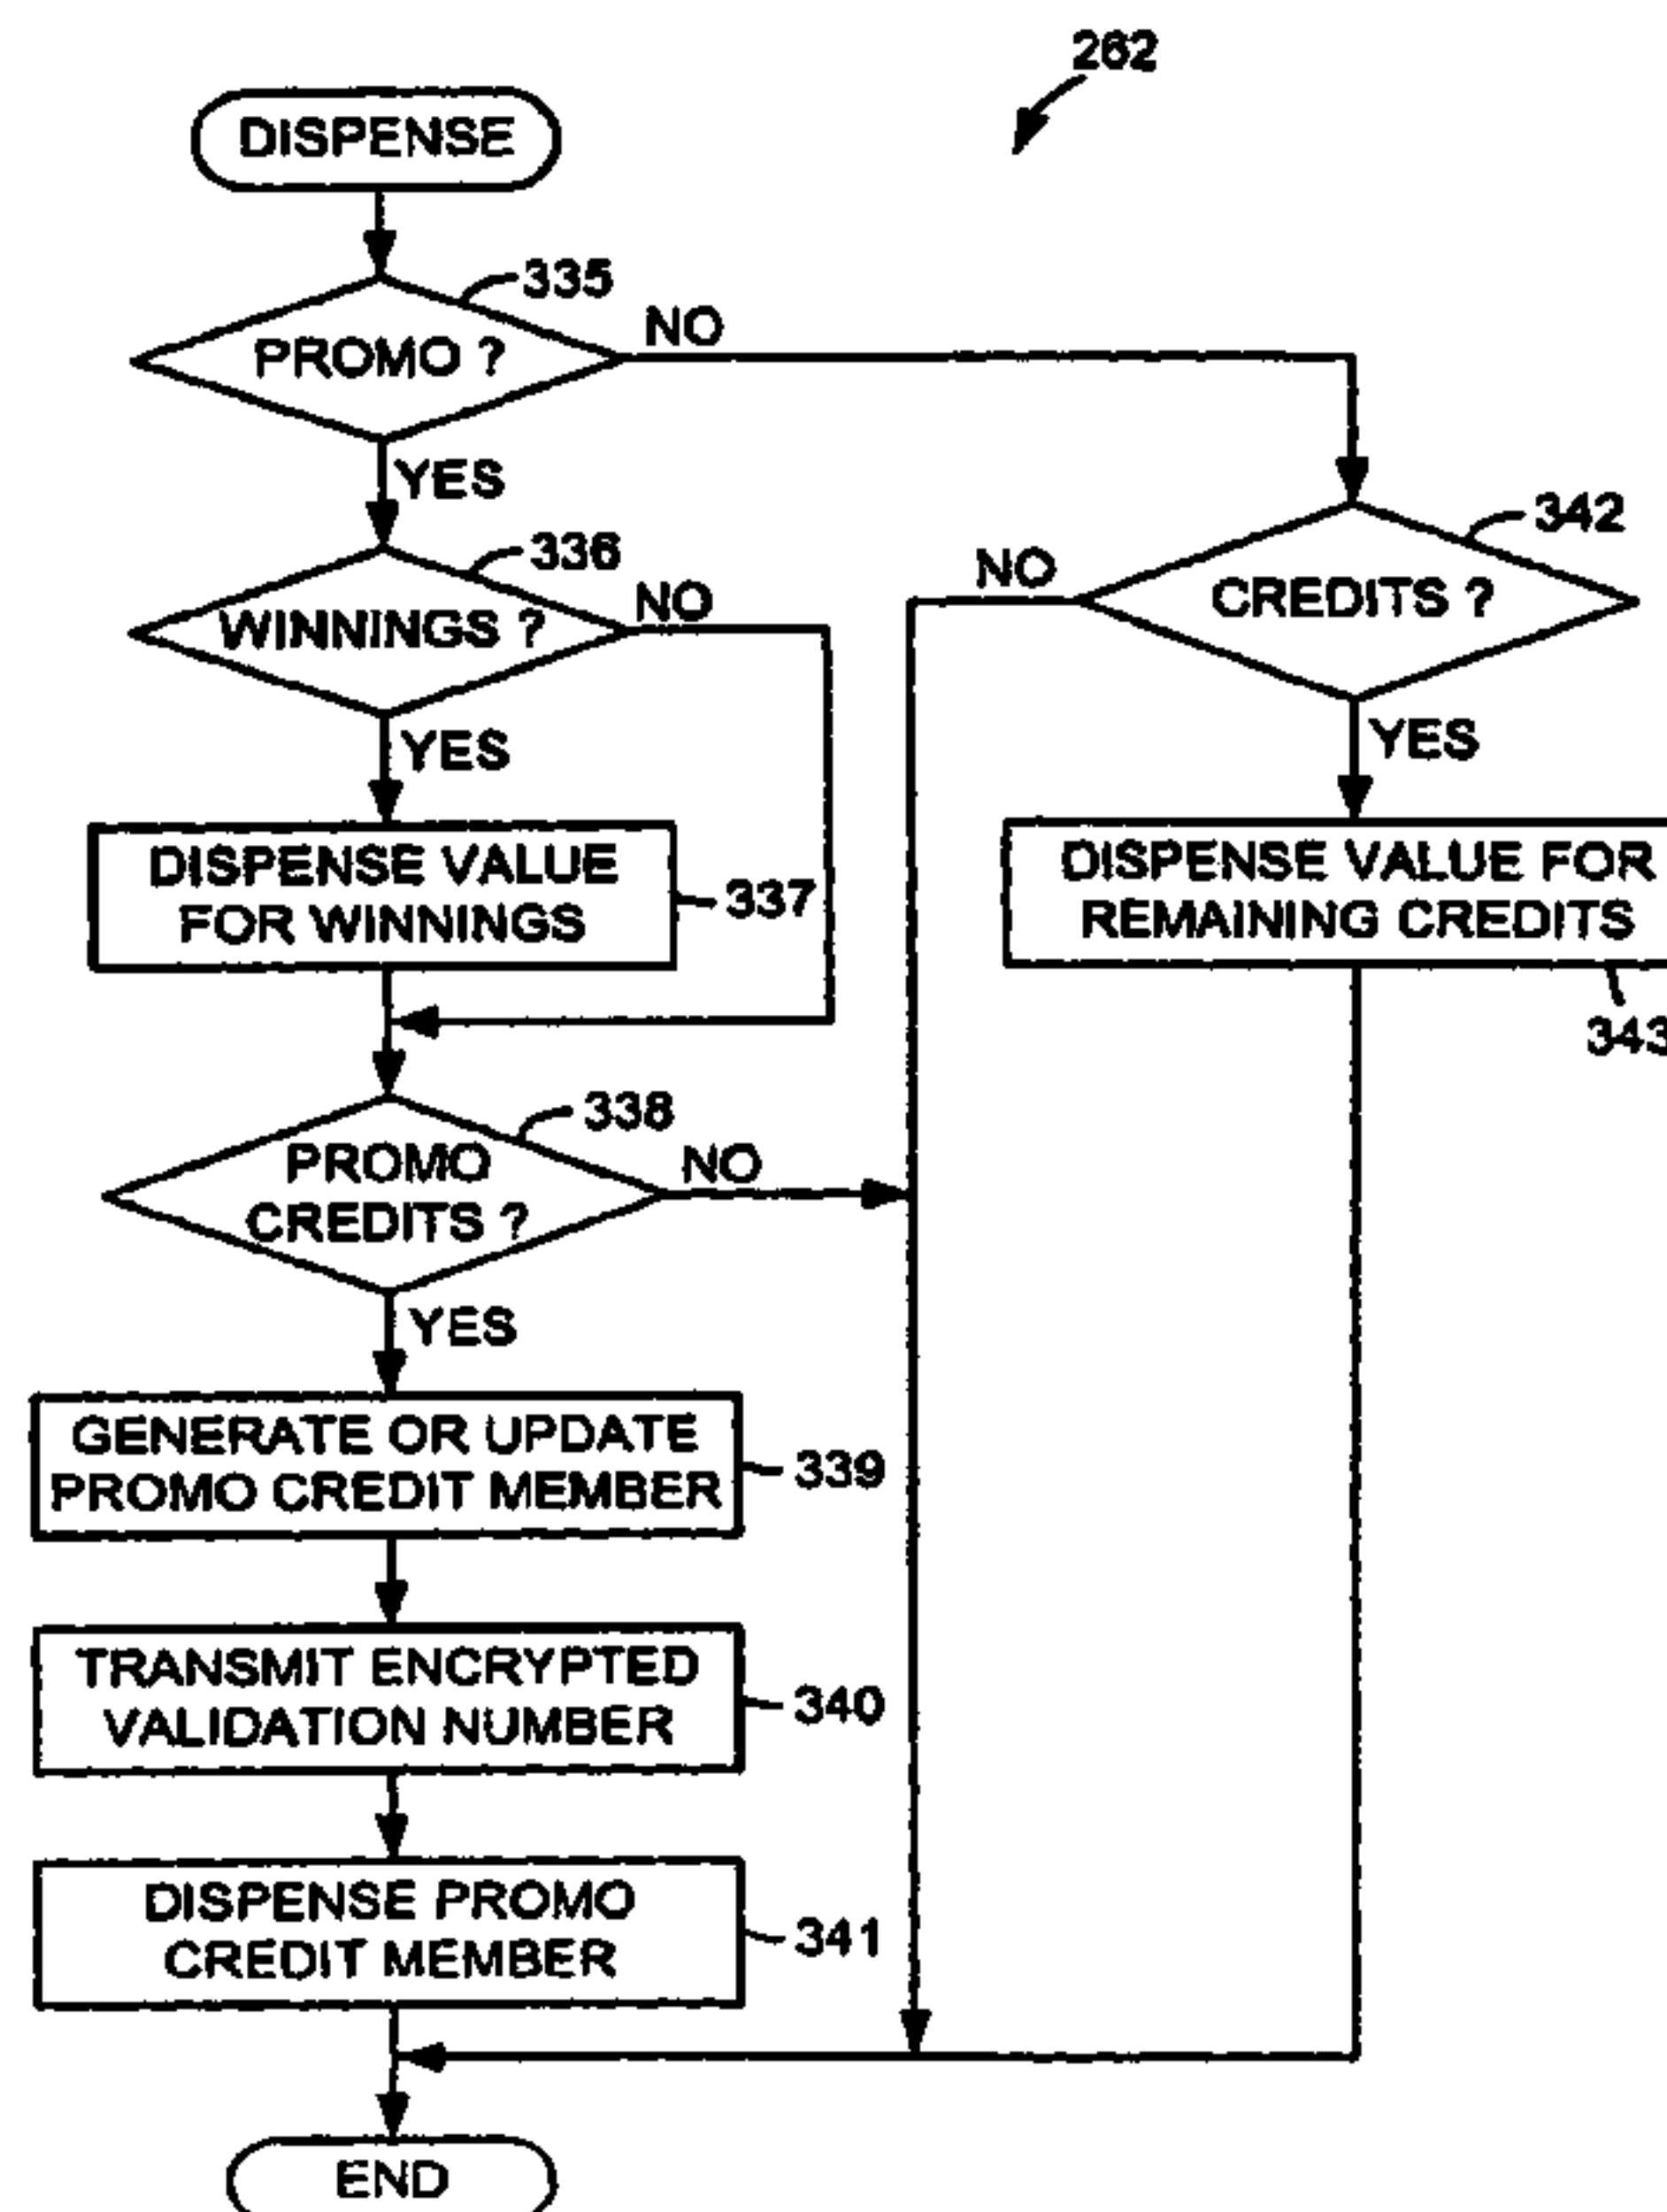 262
DISPENSE
335
PROMO ?
NO
YES
336
WINNINGS ?
NO
YES
DISPENSE VALUE
FOR WINNINGS
337
342
CREDITS ?
NO
YES
DISPENSE VALUE FOR
REMAINING CREDITS
343
338
PROMO
CREDITS ?
NO
YES
GENERATE OR UPDATE
PROMO CREDIT MEMBER
339
TRANSMIT ENCRYPTED
VALIDATION NUMBER
340
DISPENSE PROMO
CREDIT MEMBER
341
END